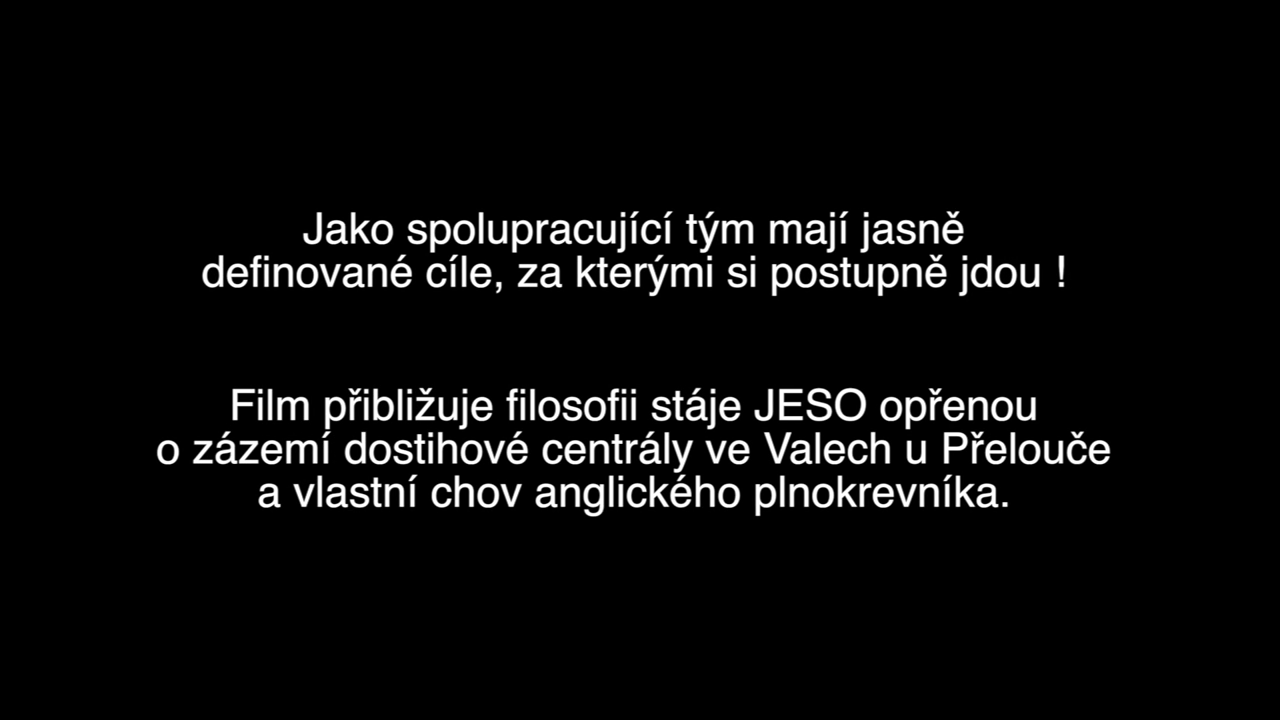 Jako spolupracující tým mají jasně
definované cíle, za kterými si postupně jdou !
Film přibližuje filosofii stáje JESO opřenou
o zázemí dostihové centrály ve Valech u Přelouče
a vlastní chov anglického plnokrevníka.